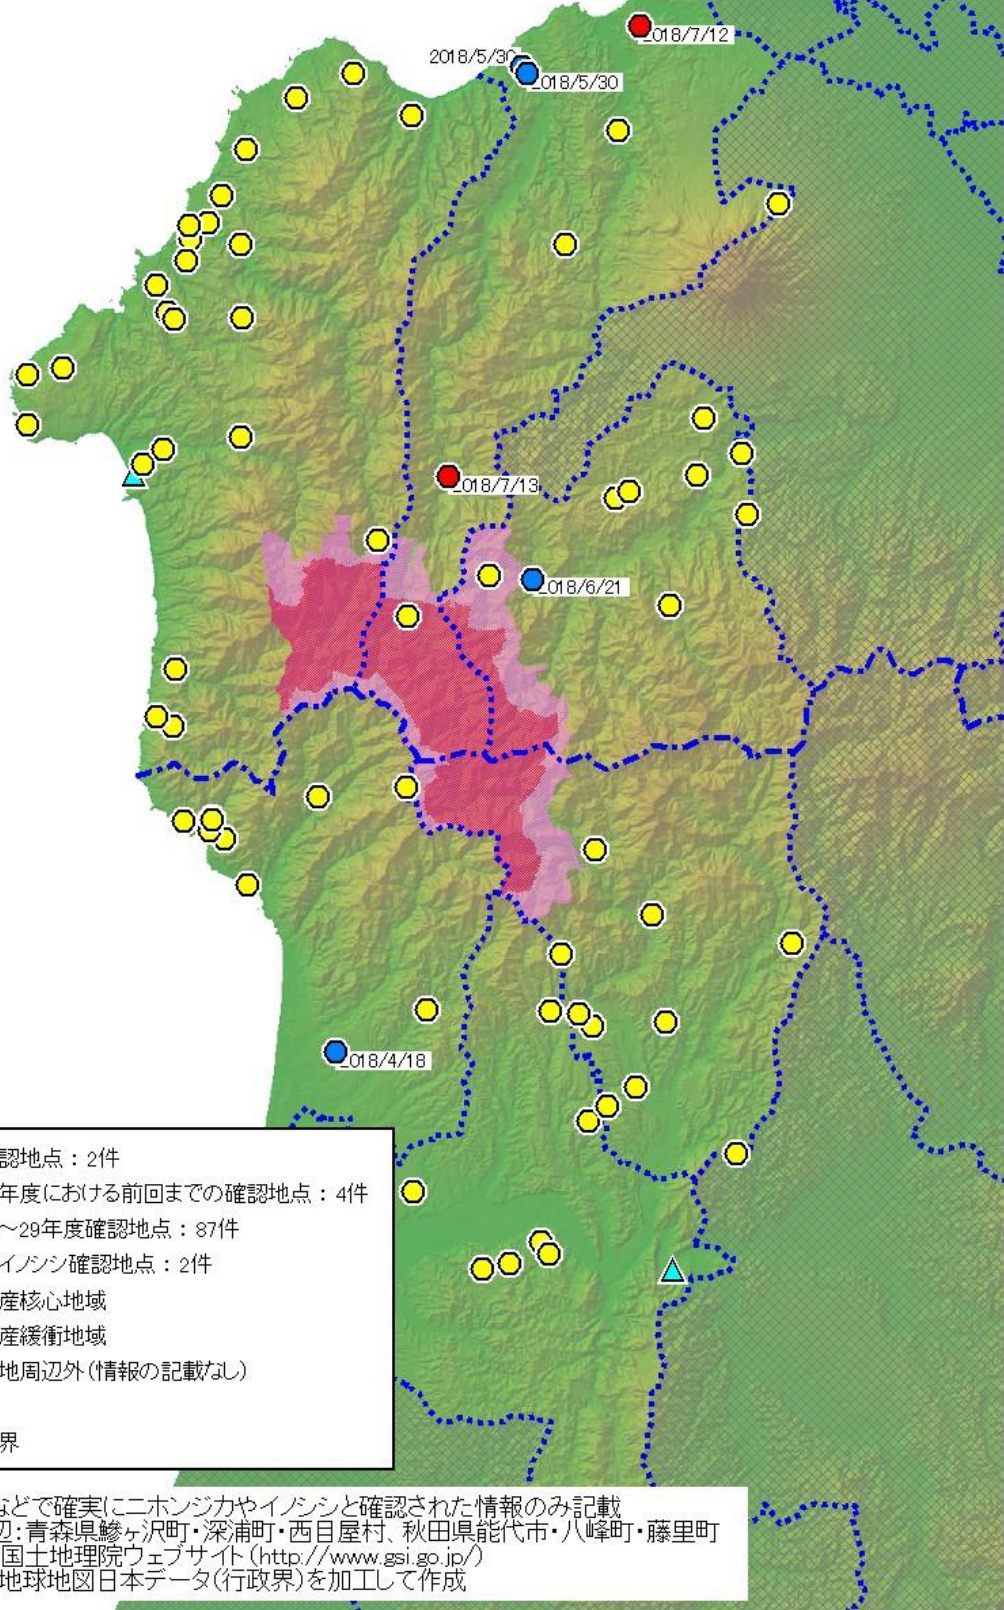 2018/7/12
2018/5/30
2018/5/30
2018/7/13
2018/6/21
2018/4/18
認地点：2件
年度における前回までの確認地点：4件
～29年度確認地点：87件
イノシシ確認地点：2件
産核心地域
産緩衝地域
地周辺外(情報の記載なし)
界
などで確実にニホンジカやイノシシと確認された情報のみ記載
辺:青森県鰺ヶ沢町・深浦町・西目屋村、秋田県能代市・八峰町・藤里町
国土地理院ウェブサイト(http://www.gsi.go.jp/)
地球地図日本データ(行政界)を加工して作成